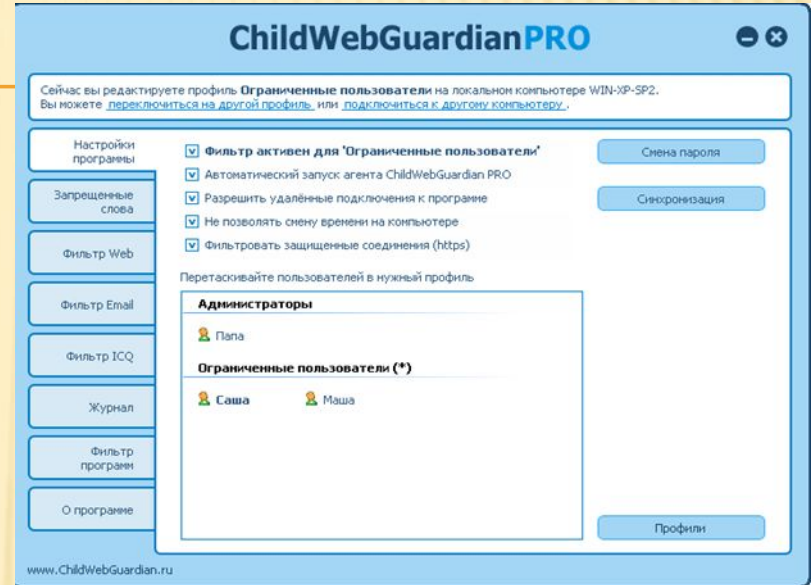 ChildWebGuardian PRO
Сейчас вы редактируете профиль Ограниченные пользователи на локальном компьютере WIN-XP-SP2.
Вы можете переключиться на другой профиль или подключиться к другому компьютеру .
Настройки
программы
Запрещенные
слова
Фильтр Web
Фильтр Email
Фильтр ICQ
Журнал
Фильтр
программ
О программе
Фильтр активен для 'Ограниченные пользователи'
Автоматический запуск агента ChildWebGuardian PRO
Разрешить удалённые подключения к программе
Не позволять смену времени на компьютере
Фильтровать защищенные соединения (https)
Перетаскивайте пользователей в нужный профиль
Администраторы
Папа
Ограниченные пользователи (*)
Саша Маша
Смена пароля
Синхронизация
Профили
www.ChildWebGuardian.ru